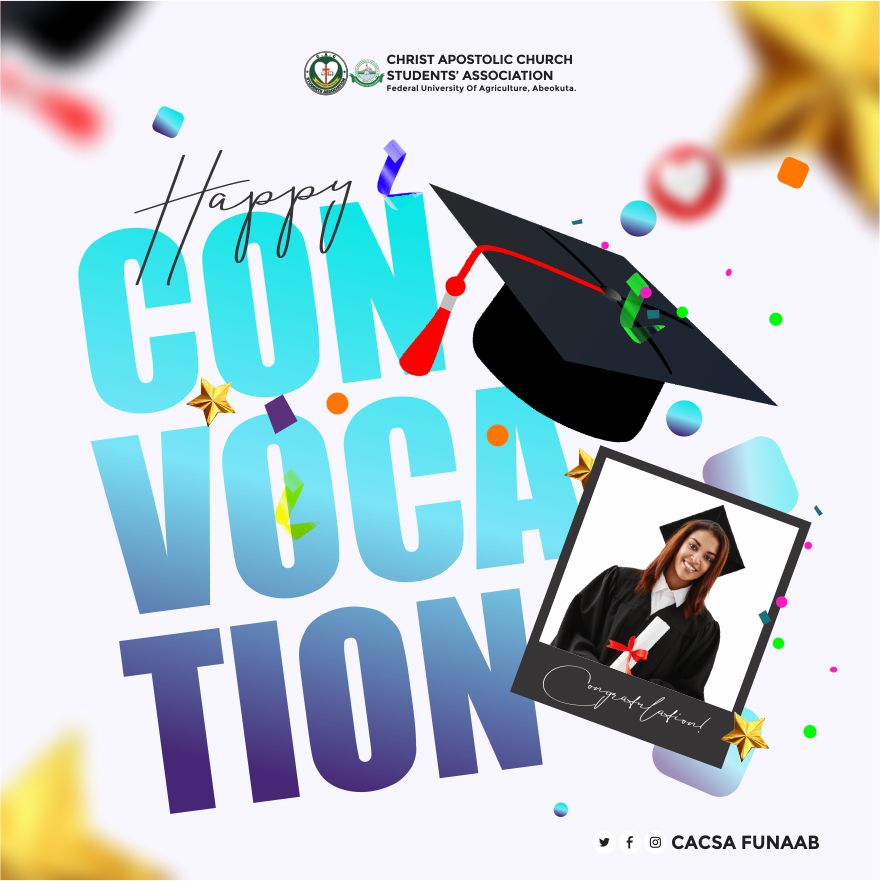 CHRIST APOSTOLIC CHURCH
STUDENTS' ASSOCIATION
Federal University Of Agriculture, Abeokuta.
Happy
CON
VOCA
TION
Congratulation!
CACSA FUNAAB